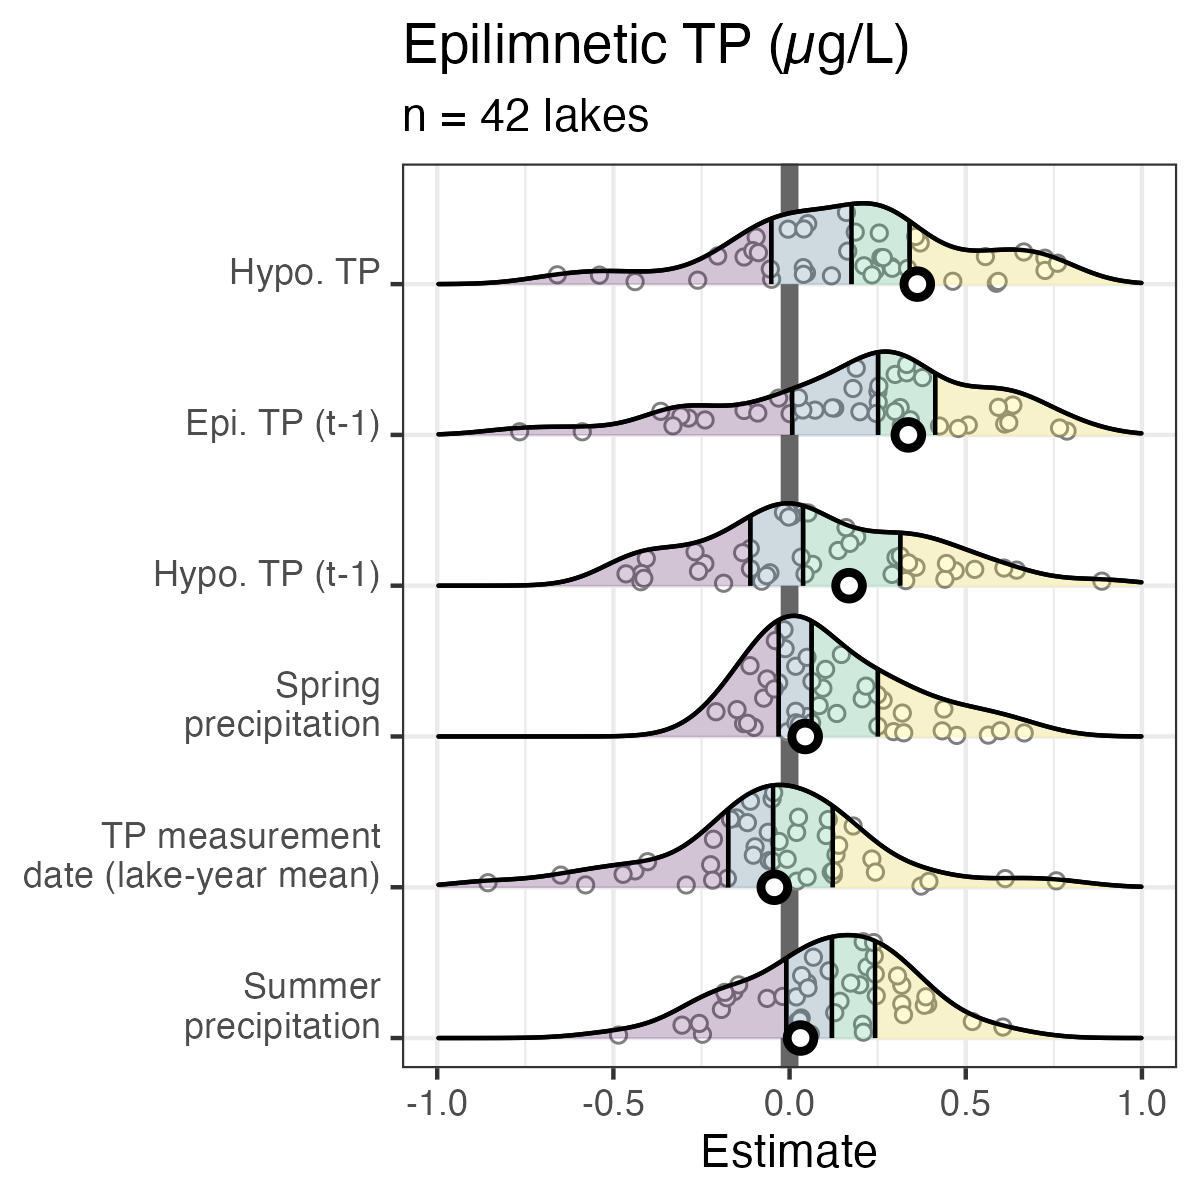 Epilimnetic TP (µg/L)
n = 42 lakes
Hypo. TP
Epi. TP (t-1)
Hypo. TP (t-1)
Spring
precipitation
TP measurement
date (lake-year mean)
Summer
precipitation
-1.0 -0.5 0.0 0.5 1.0
Estimate